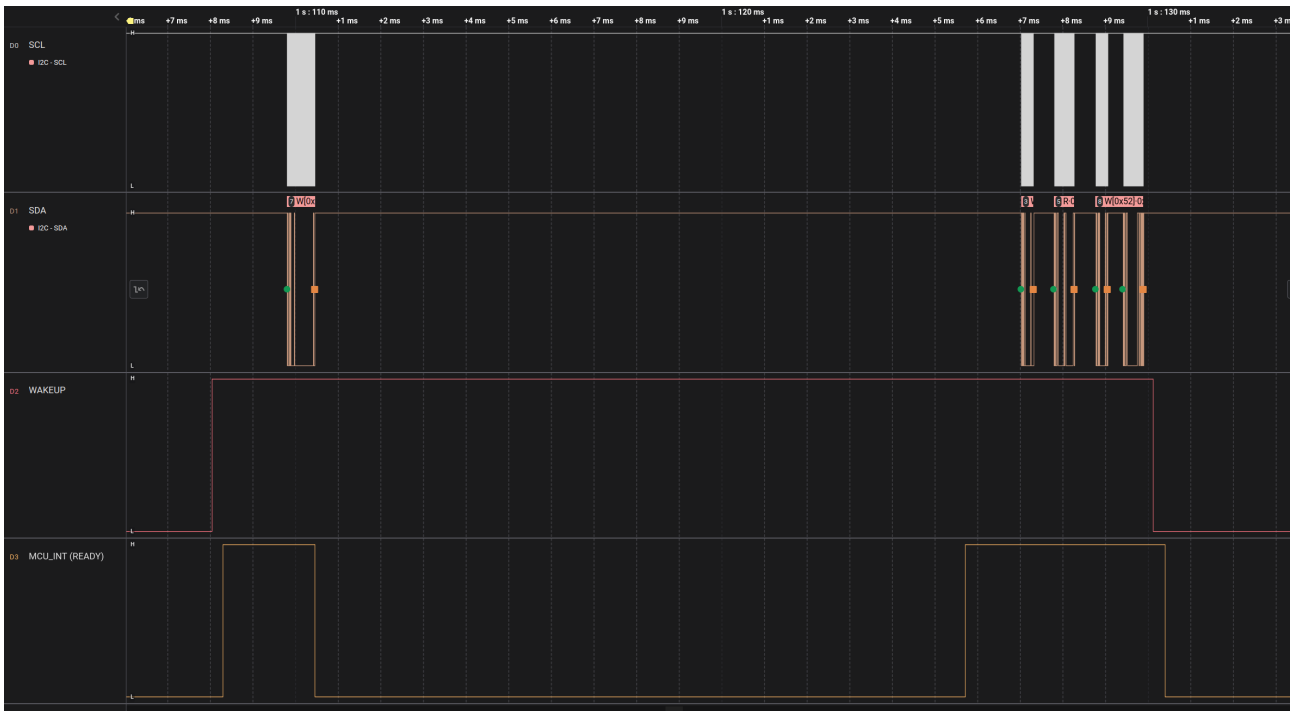 1 s : 110 ms 1 s : 120 ms 1 s : 130 ms
ms +7 ms +8 ms +9 ms +1 ms +2 ms +3 ms +4 ms +5 ms +6 ms +7 ms +8 ms +9 ms +1 ms +2 ms +3 ms +4 ms +5 ms +6 ms +7 ms +8 ms +9 ms +1 ms +2 ms +3 m
H
D0 SCL
I2C - SCL
L
W[0x R W[0x52]
H
D1 SDA
I2C - SDA
L
H
D2 WAKEUP
L
H
D3 MCU_INT (READY)
L